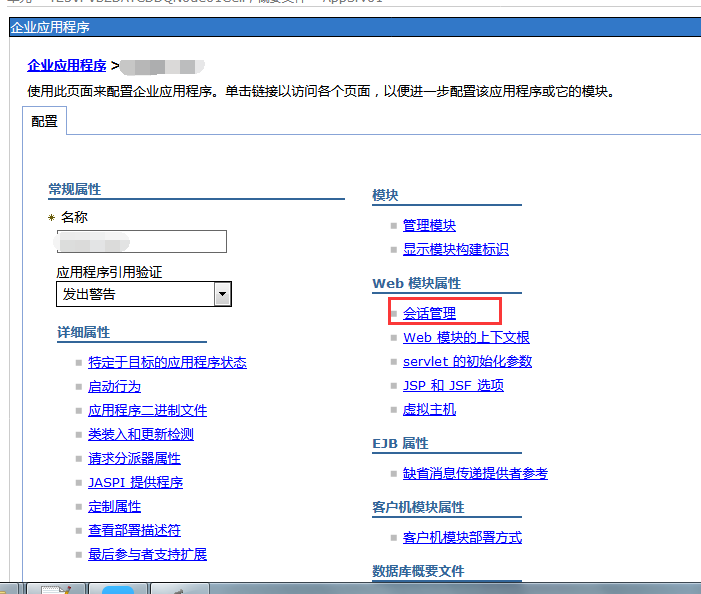 企业应用程序
企业应用程序 >
使用此页面来配置企业应用程序。单击链接以访问各个页面，以便进一步配置该应用程序或它的模块。
配置
常规属性
* 名称
应用程序引用验证
发出警告
详细属性
特定于目标的应用程序状态
启动行为
应用程序二进制文件
类装入和更新检测
请求分派器属性
JASPI 提供程序
定制属性
查看部署描述符
最后参与者支持扩展
模块
管理模块
显示模块构建标识
Web 模块属性
会话管理
Web 模块的上下文根
servlet 的初始化参数
JSP 和 JSF 选项
虚拟主机
EJB 属性
缺省消息传递提供者参考
客户机模块属性
客户机模块部署方式
数据库概要文件